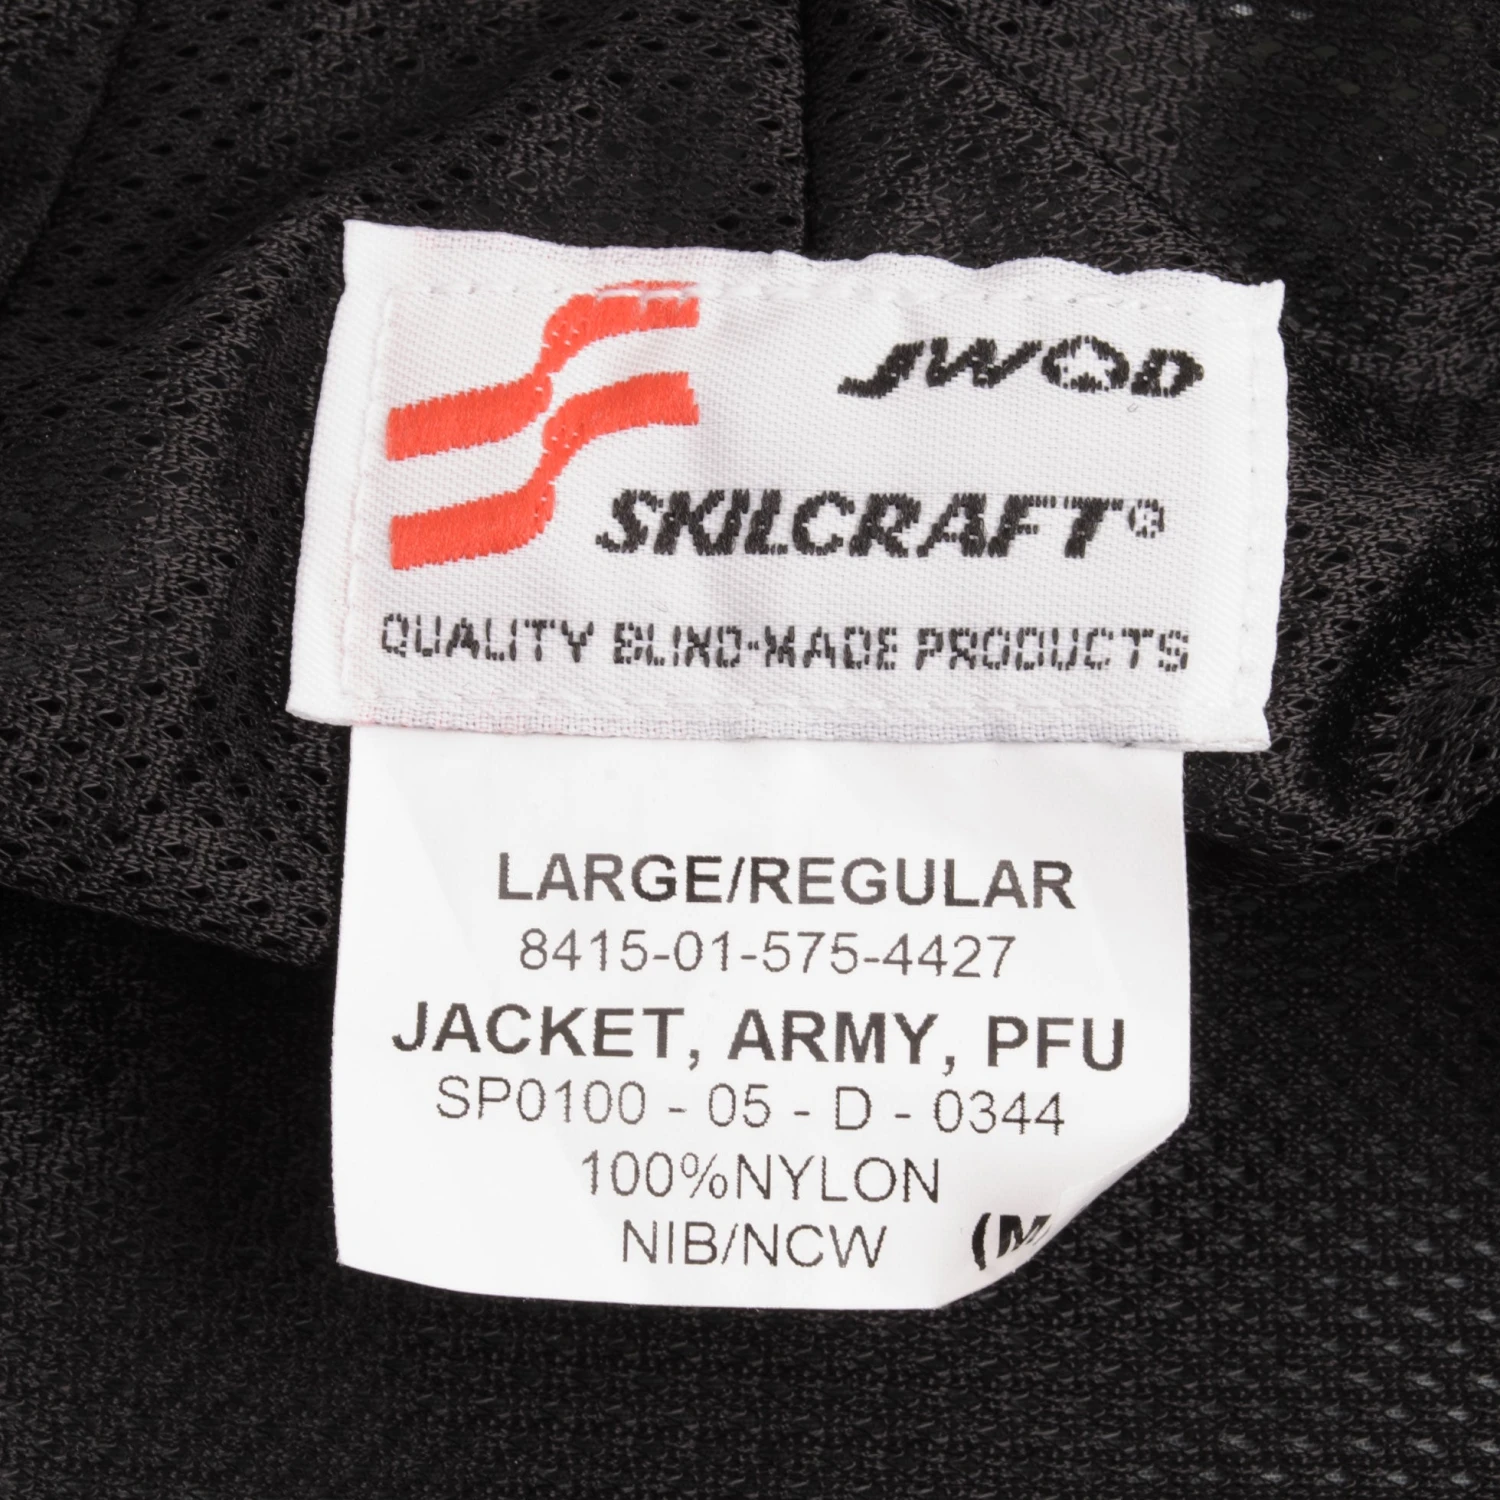 JWOD
SKILCRAFT®
QUALITY BLIND-MADE PRODUCTS
LARGE/REGULAR
8415-01-575-4427
JACKET, ARMY, PFU
SP0100 - 05 - D - 0344
100%NYLON
NIB/NCW (M